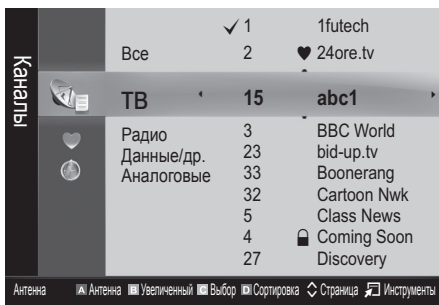 Каналы
1 1futech
Все 2 24ore.tv
ТВ 15 abc1
Радио 3 BBC World
Данные/др. 23 bid-up.tv
Аналоговые 33 Boonerang
32 Cartoon Nwk
5 Class News
4 Coming Soon
27 Discovery
Антенна A Антенна B Увеличенный C Выбор D Сортировка Страница Инструменты